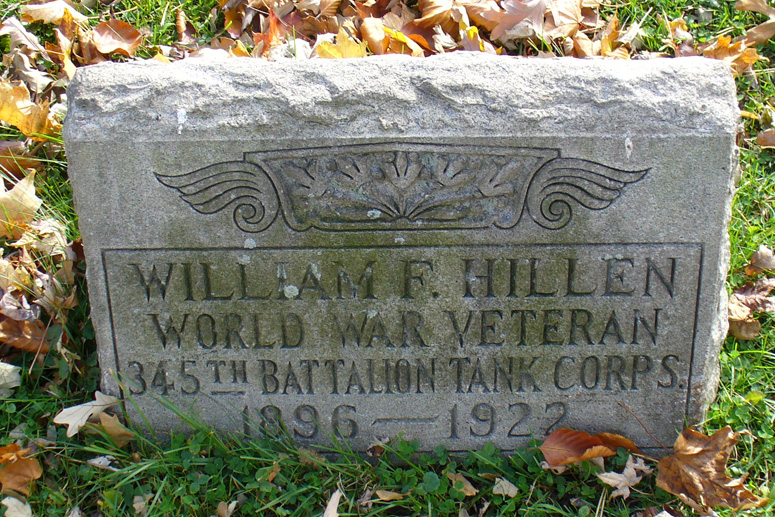 WILLIAM F. HILLEN
WORLD WAR VETERAN
345TH BATTALION TANK CORPS.
1896 — 1922